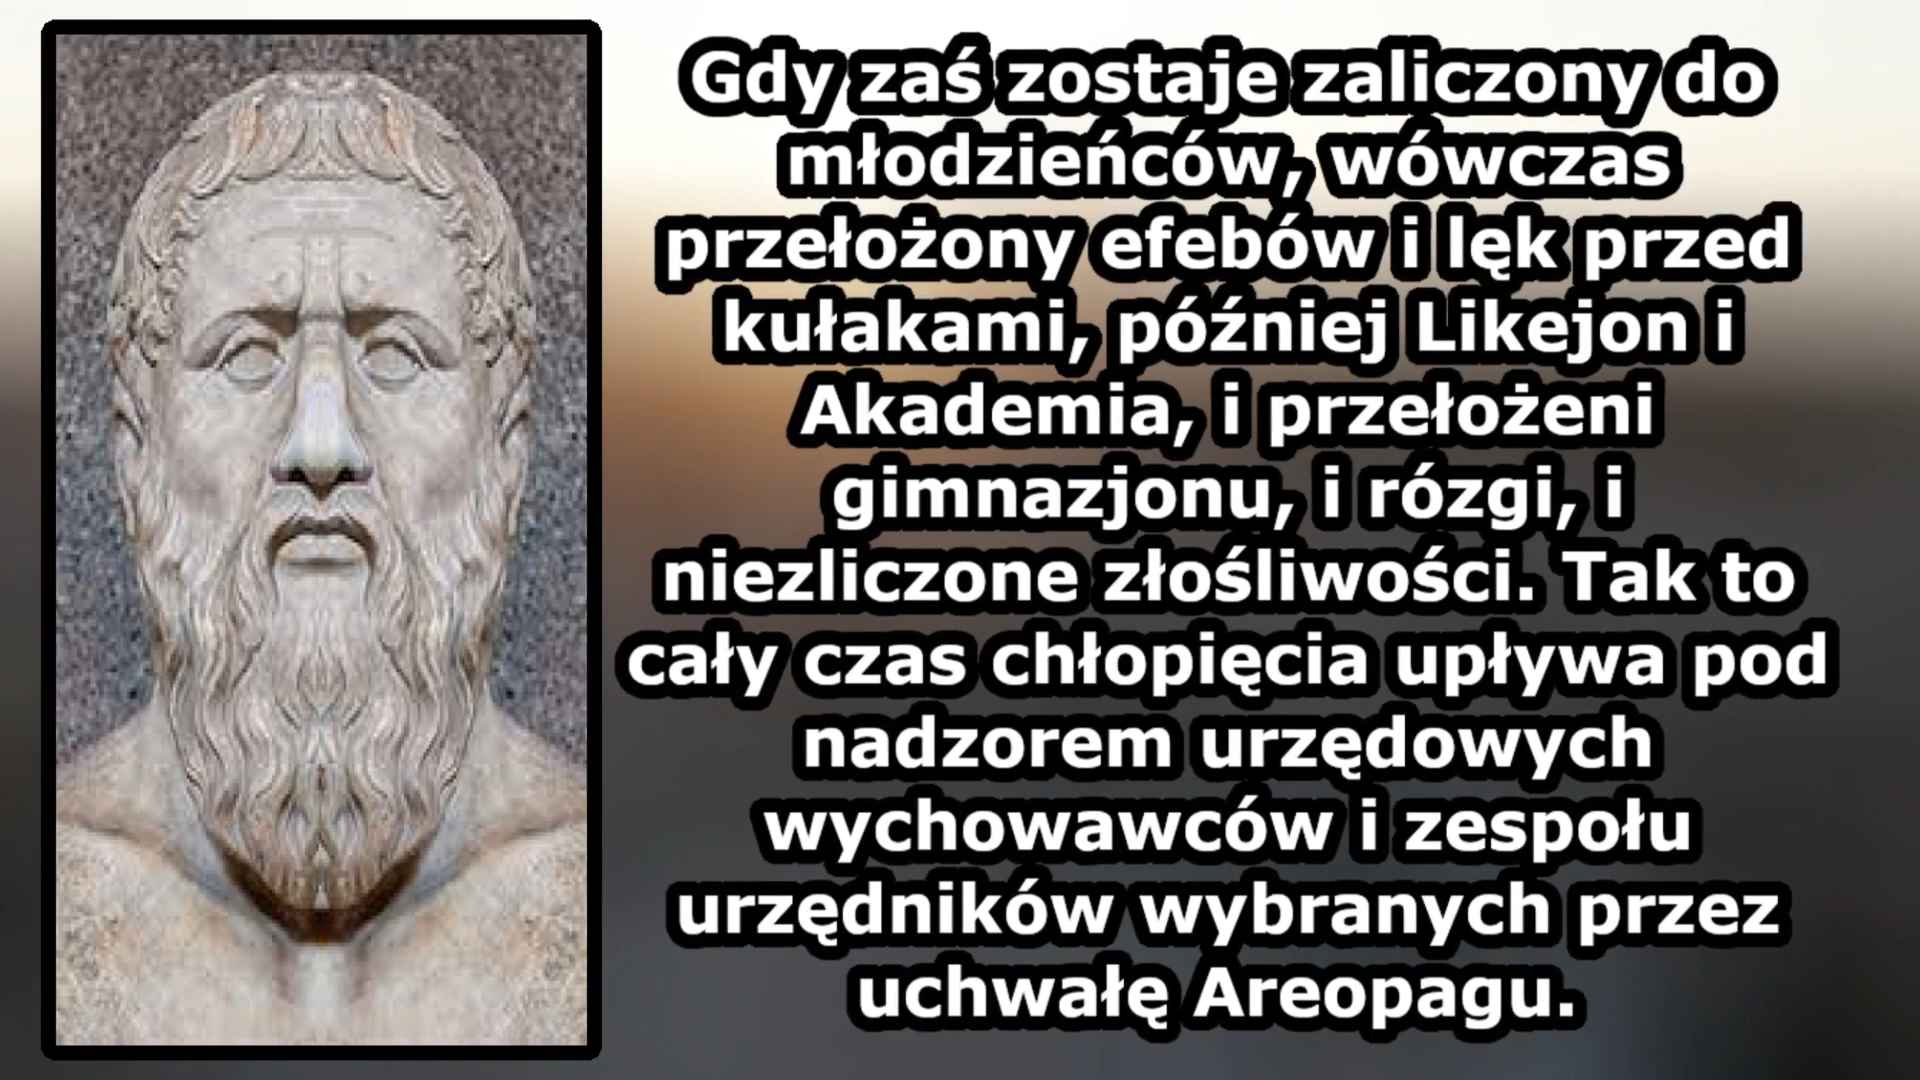 Gdy zaś zostaje zaliczony do
młodzieńców, wówczas
przełożony efebów i lęk przed
kułakami, później Likejon i
Akademia, i przełożeni
gimnazjonu, i rózgi, i
niezliczone złośliwości. Tak to
cały czas chłopięcia upływa pod
nadzorem urzędowych
wychowawców i zespołu
urzędników wybranych przez
uchwałę Areopagu.